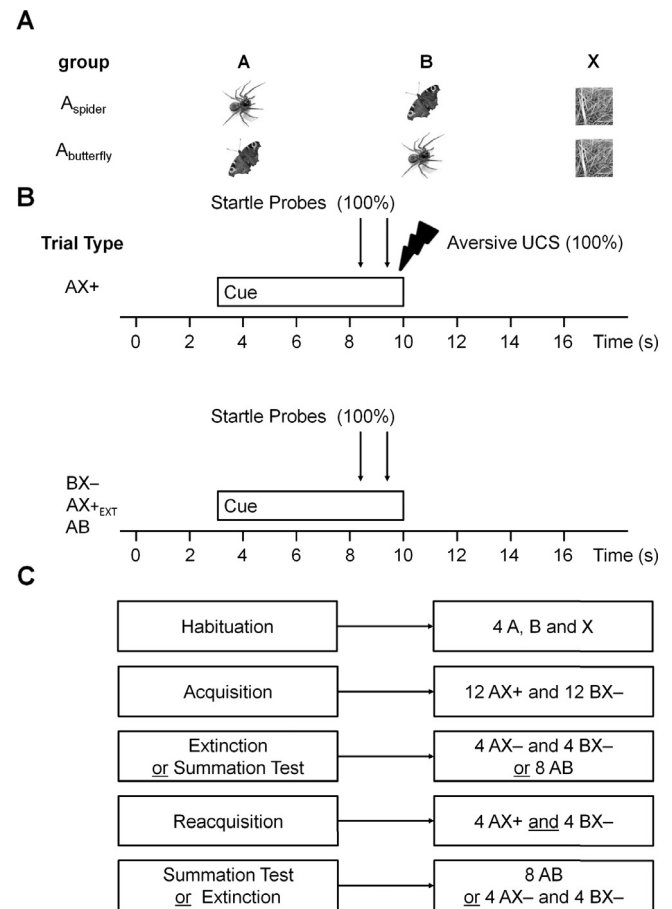 A
group A B X
Aspider
Abutterfly
B
Startle Probes (100%)
Trial Type
Aversive UCS (100%)
AX+
Cue
0 2 4 6 8 10 12 14 16 Time (s)
Startle Probes (100%)
BX–
AX+EXT
AB
Cue
0 2 4 6 8 10 12 14 16 Time (s)
C
Habituation
4 A, B and X
Acquisition
12 AX+ and 12 BX–
Extinction
or Summation Test
4 AX– and 4 BX–
or 8 AB
Reacquisition
4 AX+ and 4 BX–
Summation Test
or Extinction
8 AB
or 4 AX– and 4 BX–